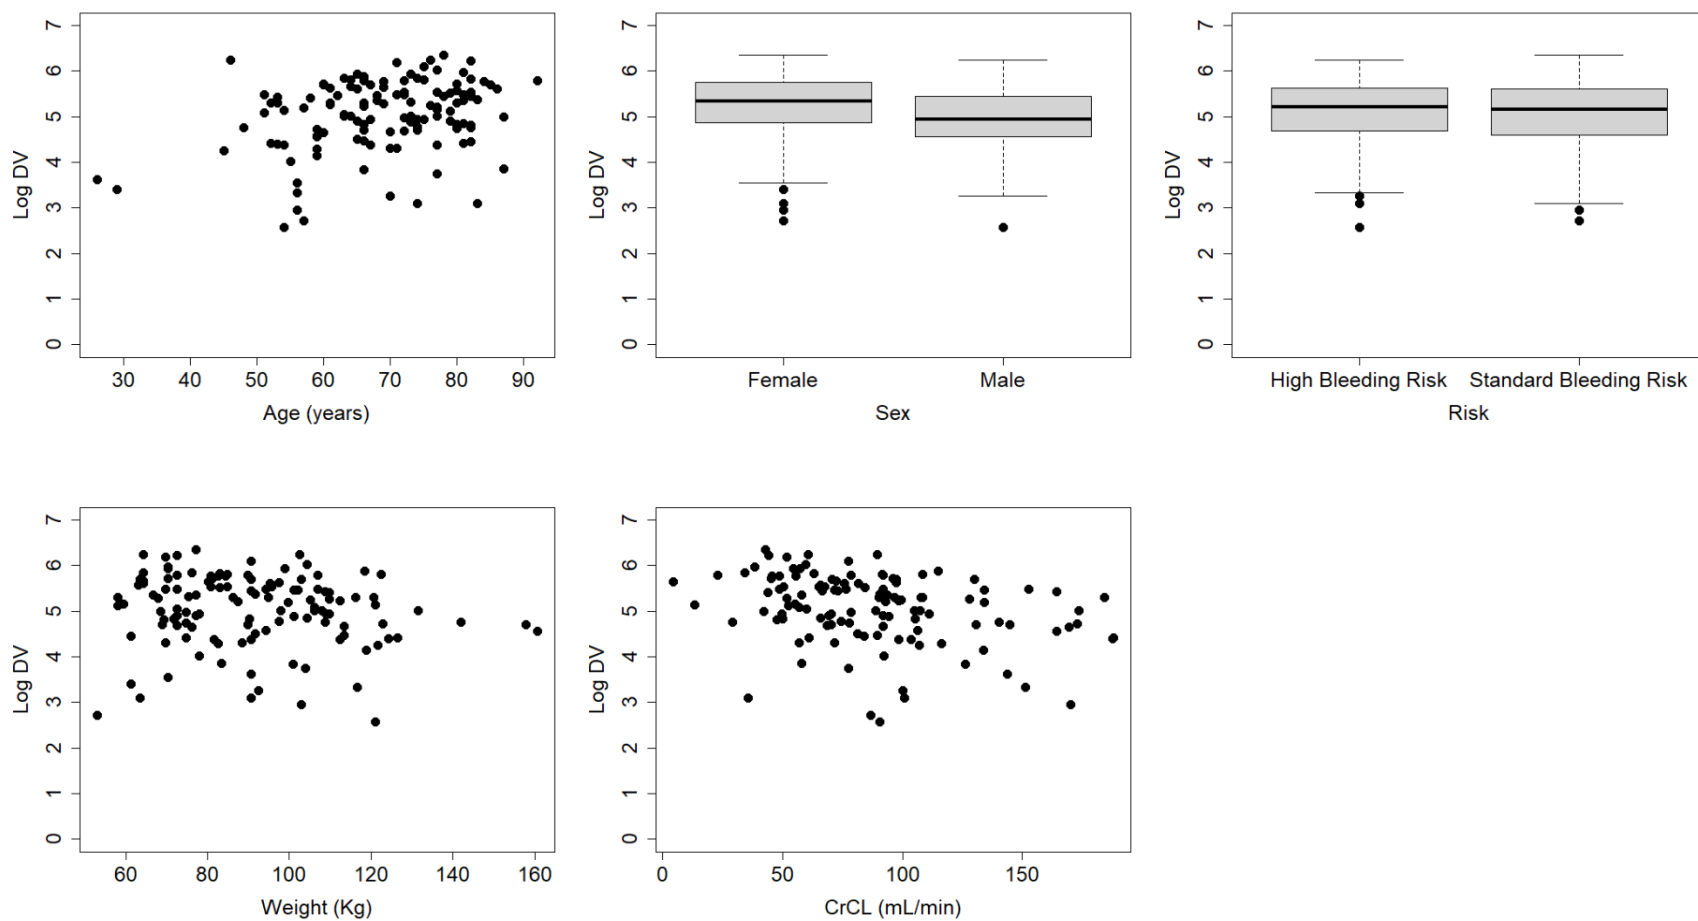 7
6
5
4
3
2
1
0
Log DV
30 40 50 60 70 80 90
Age (years)
7
6
5
4
3
2
1
0
Log DV
Female Male
Sex
7
6
5
4
3
2
1
0
Log DV
High Bleeding Risk Standard Bleeding Risk
Risk
7
6
5
4
3
2
1
0
Log DV
60 80 100 120 140 160
Weight (Kg)
7
6
5
4
3
2
1
0
Log DV
0 50 100 150
CrCL (mL/min)